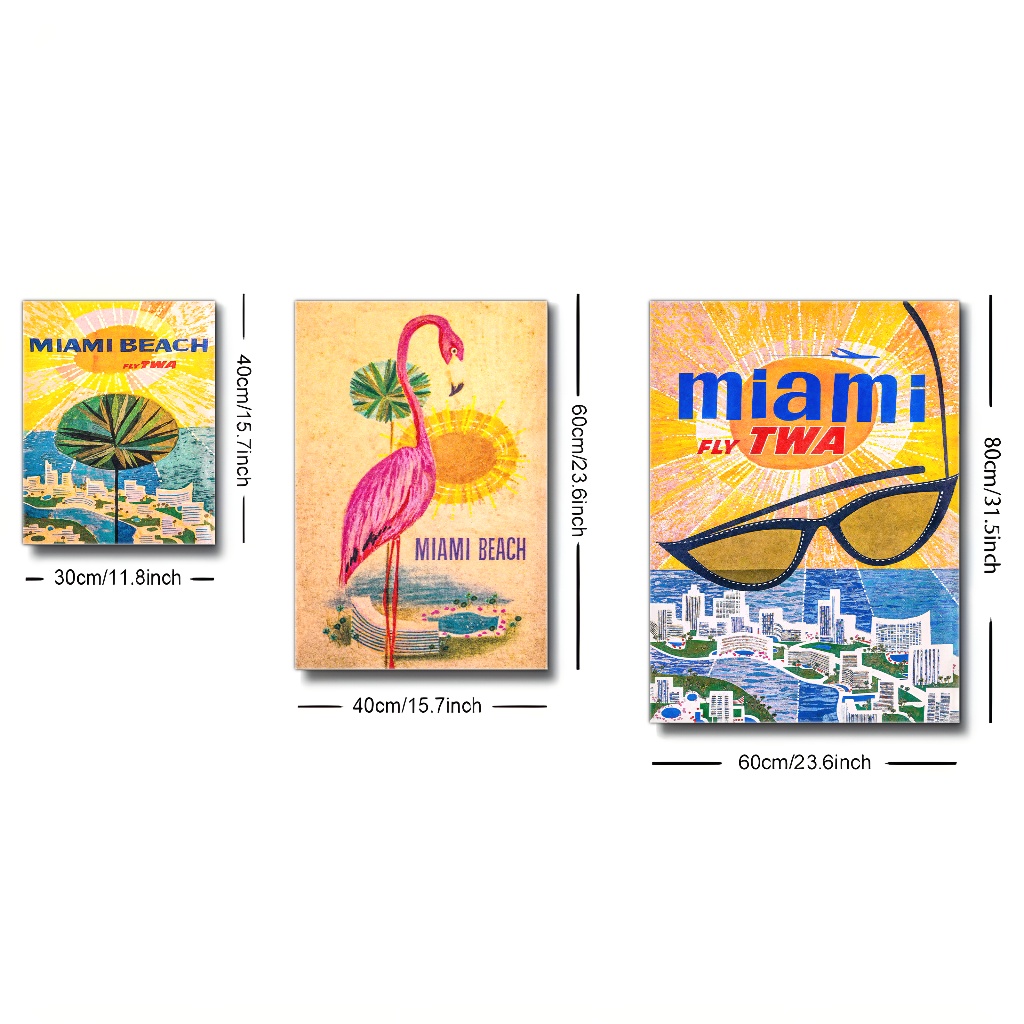 MIAMI BEACH
FLY TWA
40cm/15.7inch
30cm/11.8inch
MIAMI BEACH
60cm/23.6inch
40cm/15.7inch
miami
FLY TWA
80cm/31.5inch
60cm/23.6inch